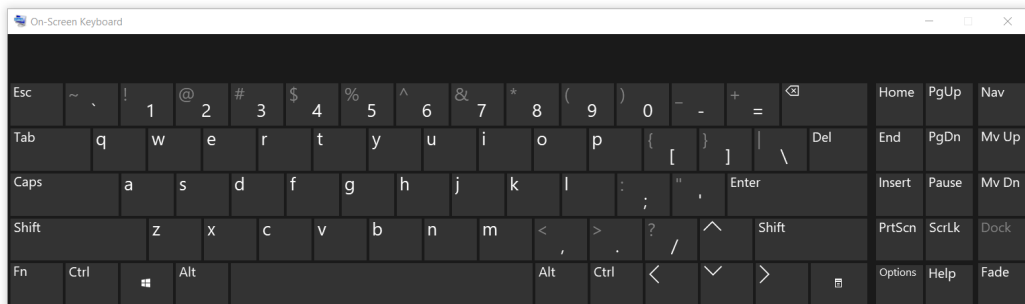 On-Screen Keyboard
Esc ~ ` ! 1 @ 2 # 3 $ 4 % 5 ^ 6 & 7 * 8 ( 9 ) 0 _ - + = Home PgUp Nav
Tab q w e r t y u i o p { [ } ] | \ Del End PgDn Mv Up
Caps a s d f g h j k l : ; " ' Enter Insert Pause Mv Dn
Shift z x c v b n m < , > . ? / Shift PrtScn ScrLk Dock
Fn Ctrl Alt Alt Ctrl Options Help Fade